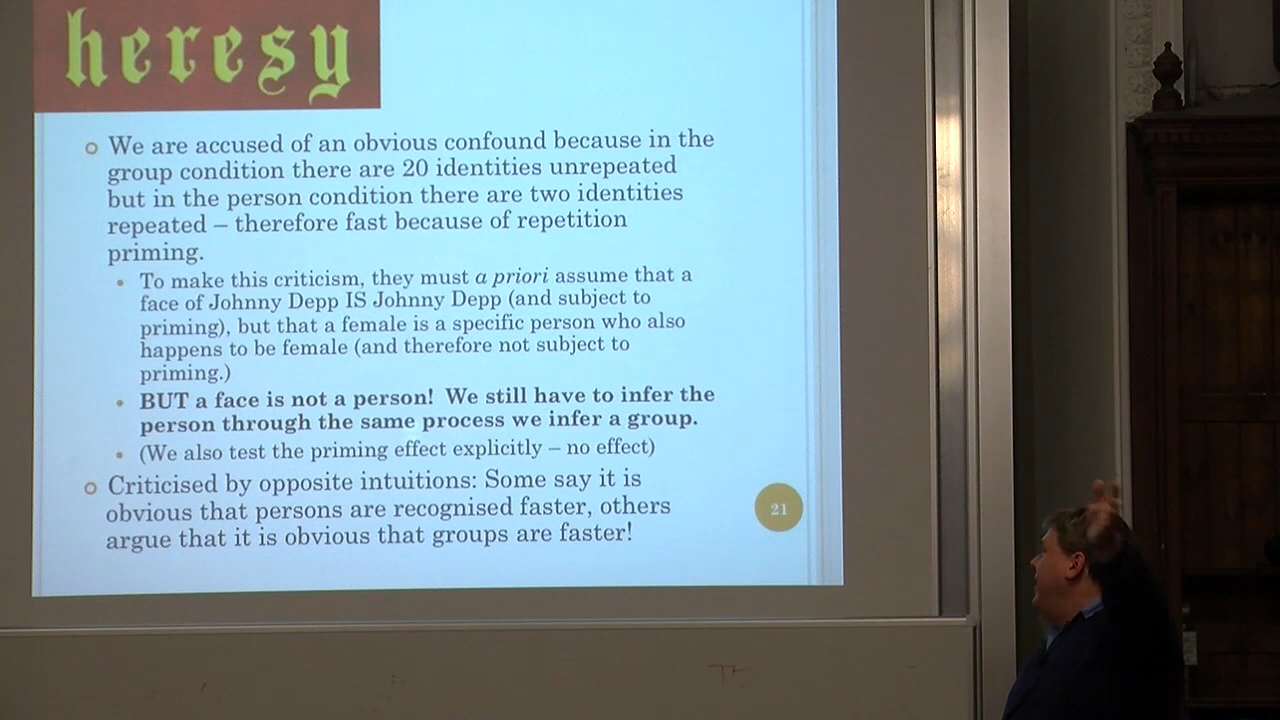 heresy
We are accused of an obvious confound because in the
group condition there are 20 identities unrepeated
but in the person condition there are two identities
repeated – therefore fast because of repetition
priming.
To make this criticism, they must a priori assume that a
face of Johnny Depp IS Johnny Depp (and subject to
priming), but that a female is a specific person who also
happens to be female (and therefore not subject to
priming.)
BUT a face is not a person! We still have to infer the
person through the same process we infer a group.
(We also test the priming effect explicitly – no effect)
Criticised by opposite intuitions: Some say it is
obvious that persons are recognised faster, others
argue that it is obvious that groups are faster!
21